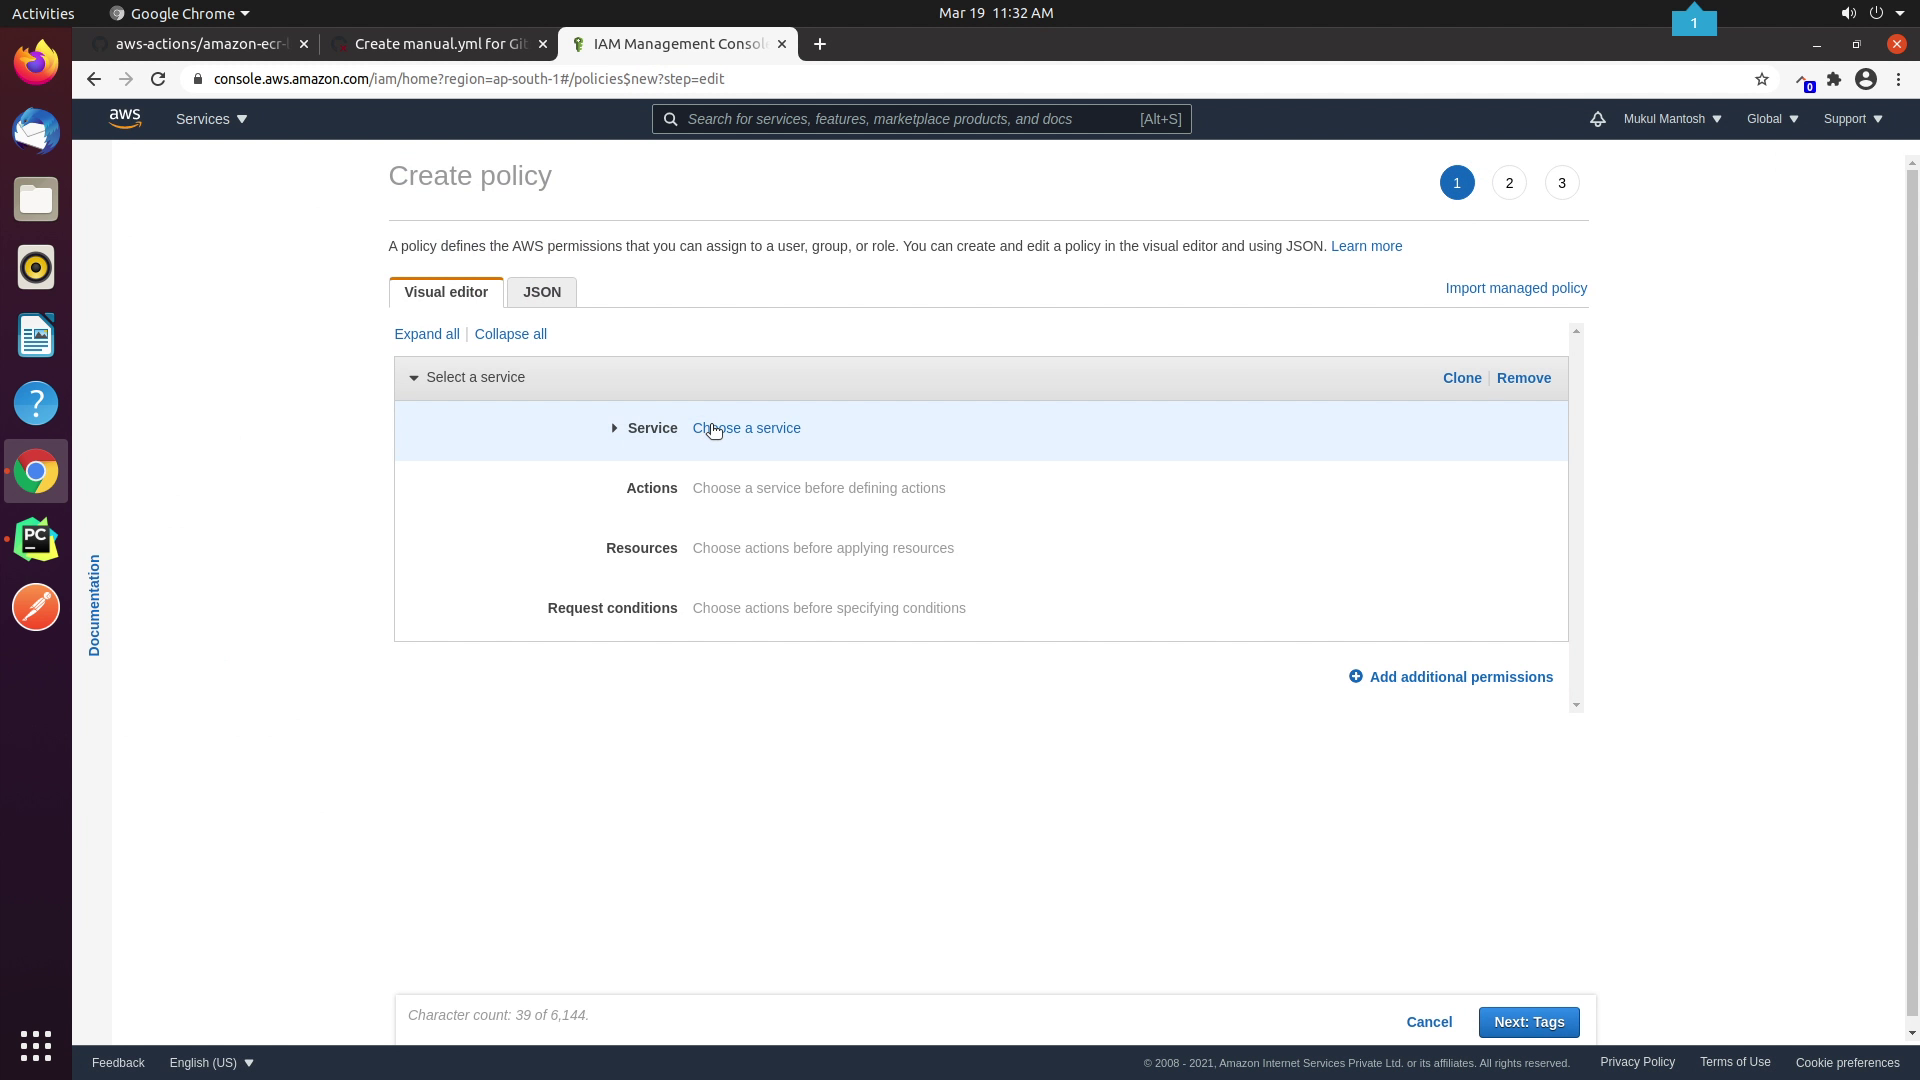 Activities
Google Chrome
Mar 19 11:32 AM
1
aws-actions/amazon-ecr-l
Create manual.yml for Git
IAM Management Consol
console.aws.amazon.com/iam/home?region=ap-south-1#/policies$new?step=edit
0
aws
Services
Search for services, features, marketplace products, and docs
[Alt+S]
Mukul Mantosh
Global
Support
Create policy
1
2
3
A policy defines the AWS permissions that you can assign to a user, group, or role. You can create and edit a policy in the visual editor and using JSON. Learn more
Visual editor
JSON
Import managed policy
Expand all
Collapse all
Select a service
Clone
Remove
Service
Choose a service
Actions
Choose a service before defining actions
Resources
Choose actions before applying resources
Request conditions
Choose actions before specifying conditions
Add additional permissions
Documentation
PC
Character count: 39 of 6,144.
Cancel
Next: Tags
Feedback
English (US)
© 2008 - 2021, Amazon Internet Services Private Ltd. or its affiliates. All rights reserved.
Privacy Policy
Terms of Use
Cookie preferences